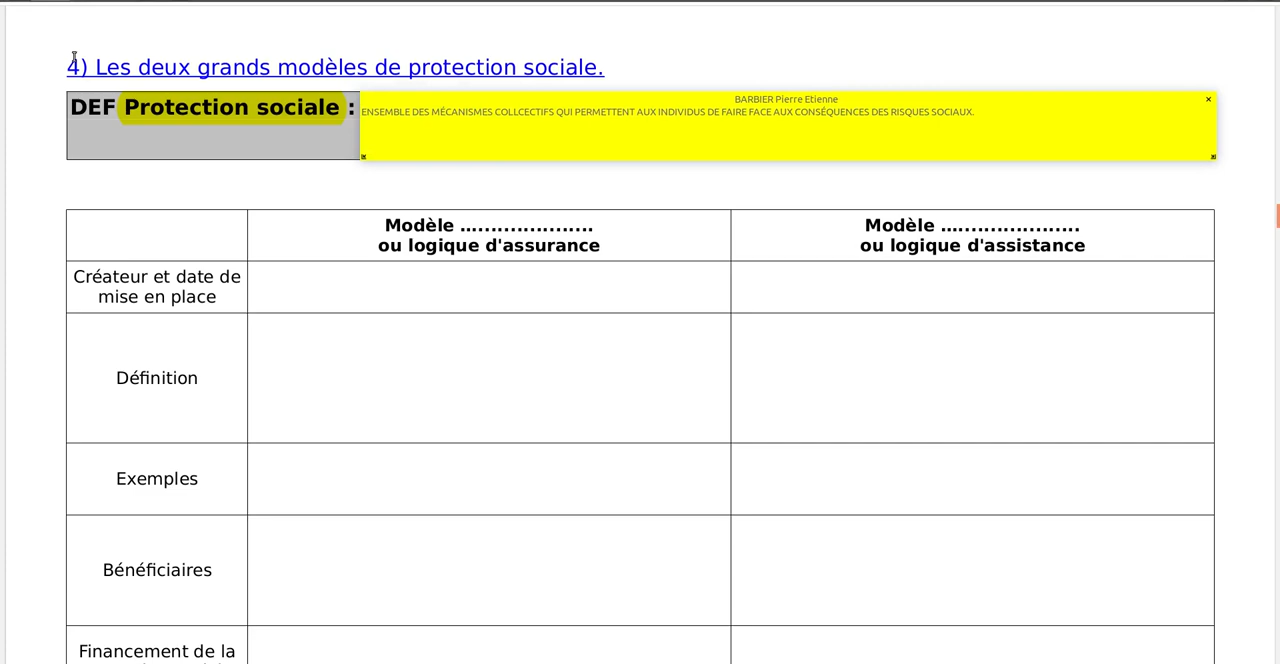 4) Les deux grands modèles de protection sociale.
DEF Protection sociale :
BARBIER Pierre Etienne
ENSEMBLE DES MÉCANISMES COLLCECTIFS QUI PERMETTENT AUX INDIVIDUS DE FAIRE FACE AUX CONSÉQUENCES DES RISQUES SOCIAUX.
Modèle .....................
ou logique d'assurance
Modèle .....................
ou logique d'assistance
Créateur et date de
mise en place
Définition
Exemples
Bénéficiaires
Financement de la